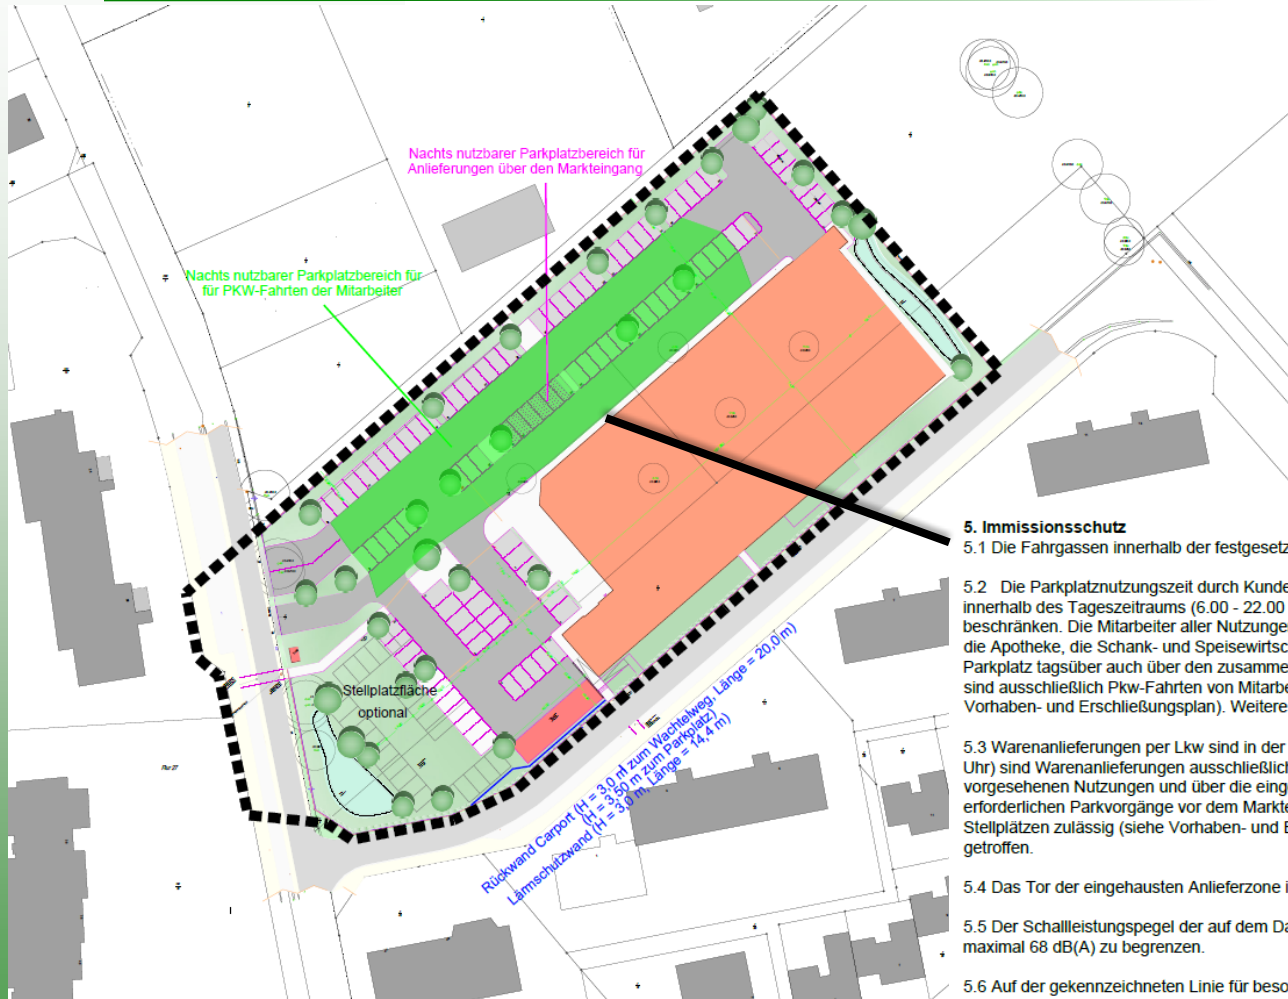 Nachts nutzbarer Parkplatzbereich für
Anlieferungen über den Markteingang
Nachts nutzbarer Parkplatzbereich für
für PKW-Fahrten der Mitarbeiter
Stellplatzfläche
optional
Rückwand Carport (H = 3,0 m zum Wachtelweg, Länge = 20,0 m)
(H = 3,50 m zum Parkplatz)
Lärmschutzwand (H = 3,0 m, Länge = 14,4 m)
5. Immissionsschutz
5.1 Die Fahrgassen innerhalb der festgesetz
5.2 Die Parkplatznutzungszeit durch Kunde
innerhalb des Tageszeitraums (6.00 - 22.00
beschränken. Die Mitarbeiter aller Nutzunge
die Apotheke, die Schank- und Speisewirtsc
Parkplatz tagsüber auch über den zusamme
sind ausschließlich Pkw-Fahrten von Mitarbe
Vorhaben- und Erschließungsplan). Weitere
5.3 Warenanlieferungen per Lkw sind in der
Uhr) sind Warenanlieferungen ausschließlich
vorgesehenen Nutzungen und über die eing
erforderlichen Parkvorgänge vor dem Markte
Stellplätzen zulässig (siehe Vorhaben- und E
getroffen.
5.4 Das Tor der eingehausten Anlieferzone i
5.5 Der Schallleistungspegel der auf dem Da
maximal 68 dB(A) zu begrenzen.
5.6 Auf der gekennzeichneten Linie für beso